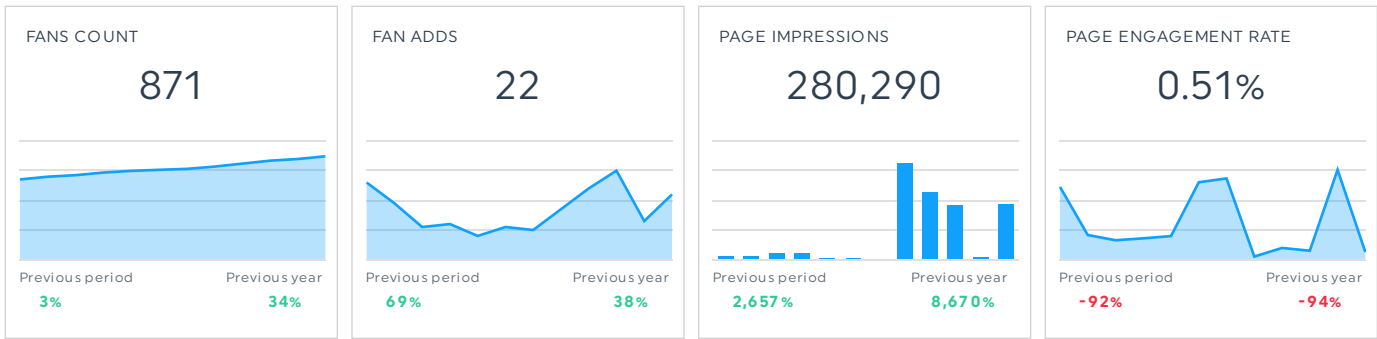 FANS COUNT
871
Previous period
Previous year
3%
34%
FAN ADDS
22
Previous period
Previous year
69%
38%
PAGE IMPRESSIONS
280,290
Previous period
Previous year
2,657%
8,670%
PAGE ENGAGEMENT RATE
0.51%
Previous period
Previous year
-92%
-94%